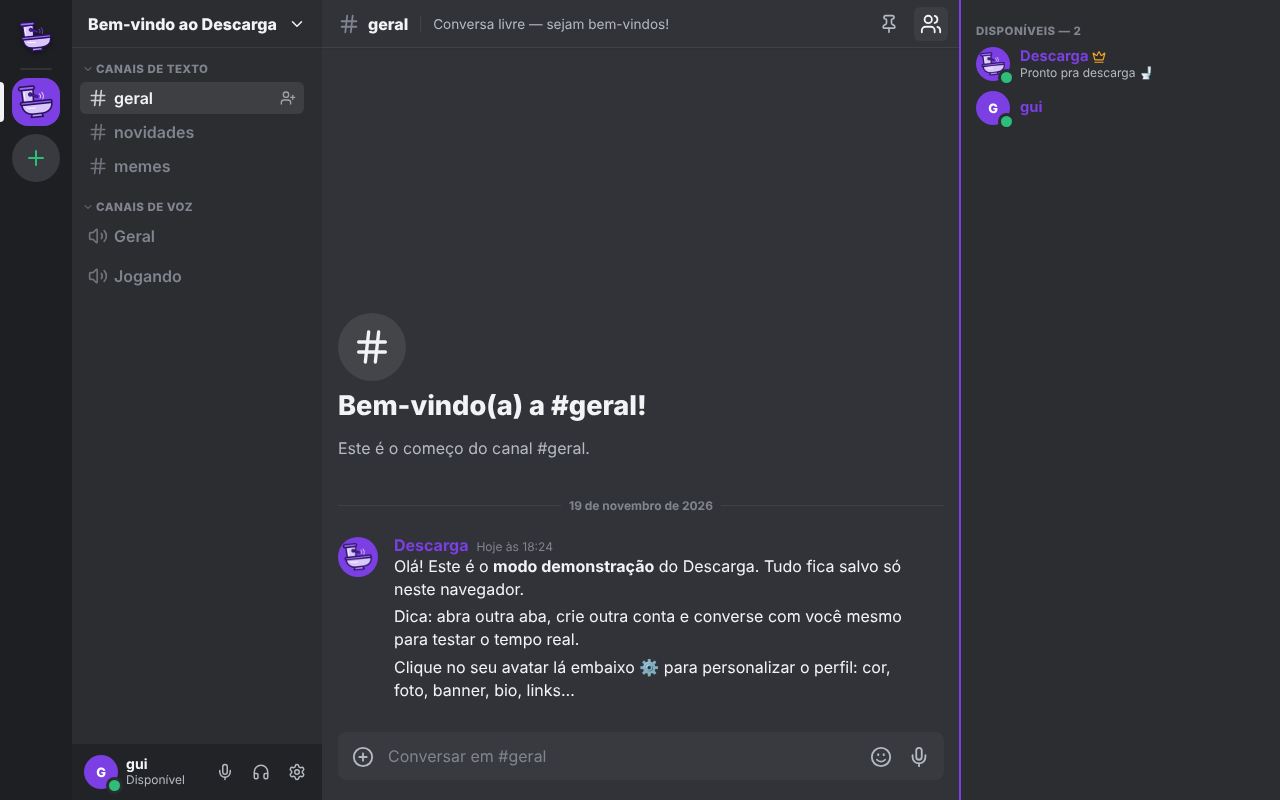 Bem-vindo ao Descarga
CANAIS DE TEXTO
geral
novidades
memes
CANAIS DE VOZ
Geral
Jogando
G
gui
Disponível
# geral
Conversa livre — sejam bem-vindos!
#
Bem-vindo(a) a #geral!
Este é o começo do canal #geral.
19 de novembro de 2026
Descarga Hoje às 18:24
Olá! Este é o modo demonstração do Descarga. Tudo fica salvo só
neste navegador.
Dica: abra outra aba, crie outra conta e converse com você mesmo
para testar o tempo real.
Clique no seu avatar lá embaixo ⚙️ para personalizar o perfil: cor,
foto, banner, bio, links...
Conversar em #geral
DISPONÍVEIS — 2
Descarga
Pronto pra descarga 🚽
G
gui